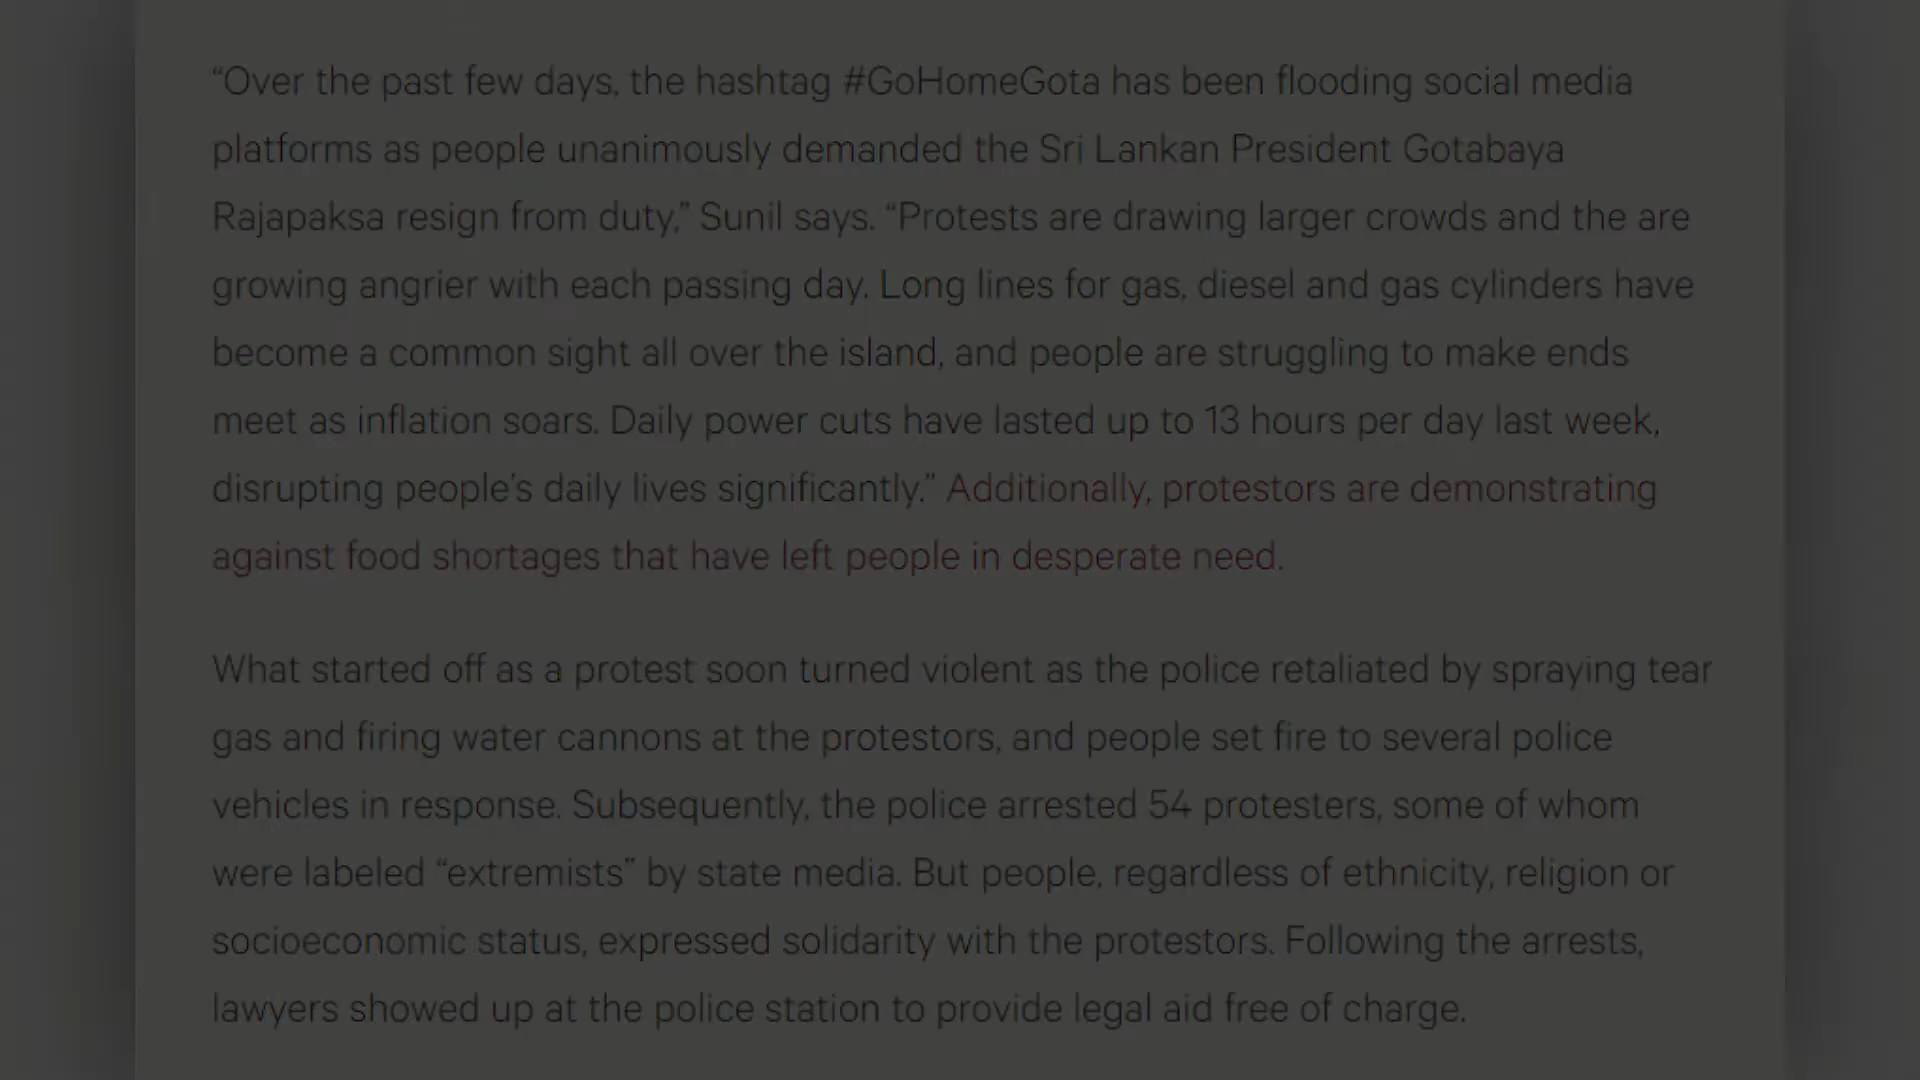 “Over the past few days, the hashtag #GoHomeGota has been flooding social media
platforms as people unanimously demanded the Sri Lankan President Gotabaya
Rajapaksa resign from duty,” Sunil says. “Protests are drawing larger crowds and the are
growing angrier with each passing day. Long lines for gas, diesel and gas cylinders have
become a common sight all over the island, and people are struggling to make ends
meet as inflation soars. Daily power cuts have lasted up to 13 hours per day last week,
disrupting people’s daily lives significantly.” Additionally, protestors are demonstrating
against food shortages that have left people in desperate need.
What started off as a protest soon turned violent as the police retaliated by spraying tear
gas and firing water cannons at the protestors, and people set fire to several police
vehicles in response. Subsequently, the police arrested 54 protesters, some of whom
were labeled “extremists” by state media. But people, regardless of ethnicity, religion or
socioeconomic status, expressed solidarity with the protestors. Following the arrests,
lawyers showed up at the police station to provide legal aid free of charge.